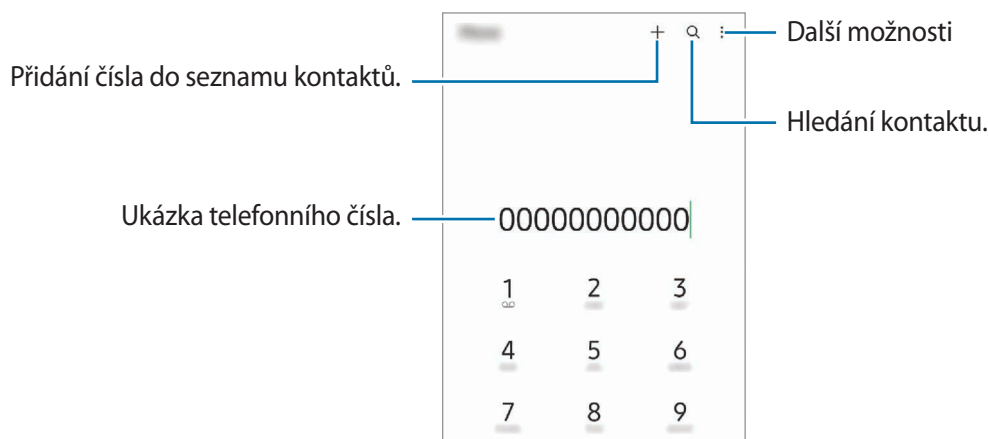 Další možnosti
Přidání čísla do seznamu kontaktů.
Hledání kontaktu.
Ukázka telefonního čísla.
00000000000
1 2 3
4 5 6
7 8 9